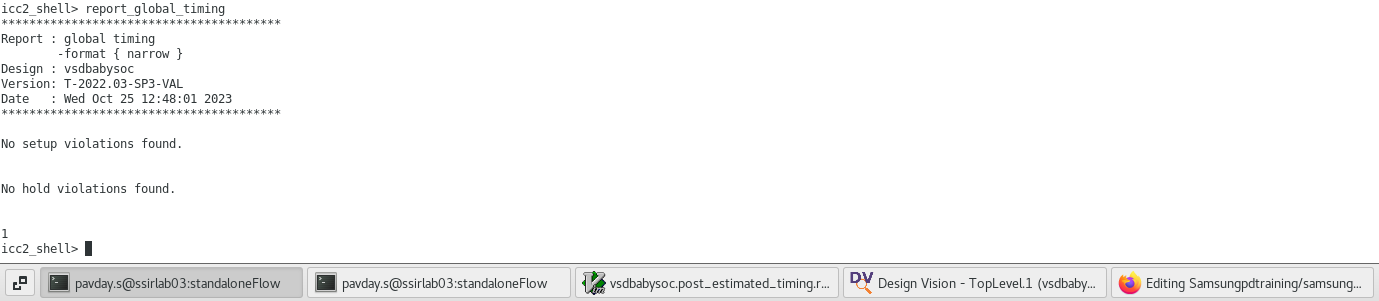 icc2_shell> report_global_timing
****************************************
Report : global timing
        -format { narrow }
Design : vsdbabysoc
Version: T-2022.03-SP3-VAL
Date   : Wed Oct 25 12:48:01 2023
****************************************
No setup violations found.
No hold violations found.
1
icc2_shell>
pavday.s@ssirlab03:standaloneFlow
pavday.s@ssirlab03:standaloneFlow
vsdbabysoc.post_estimated_timing.r...
DV
Design Vision - TopLevel.1 (vsdbaby...
Editing Samsungpdtraining/samsung...